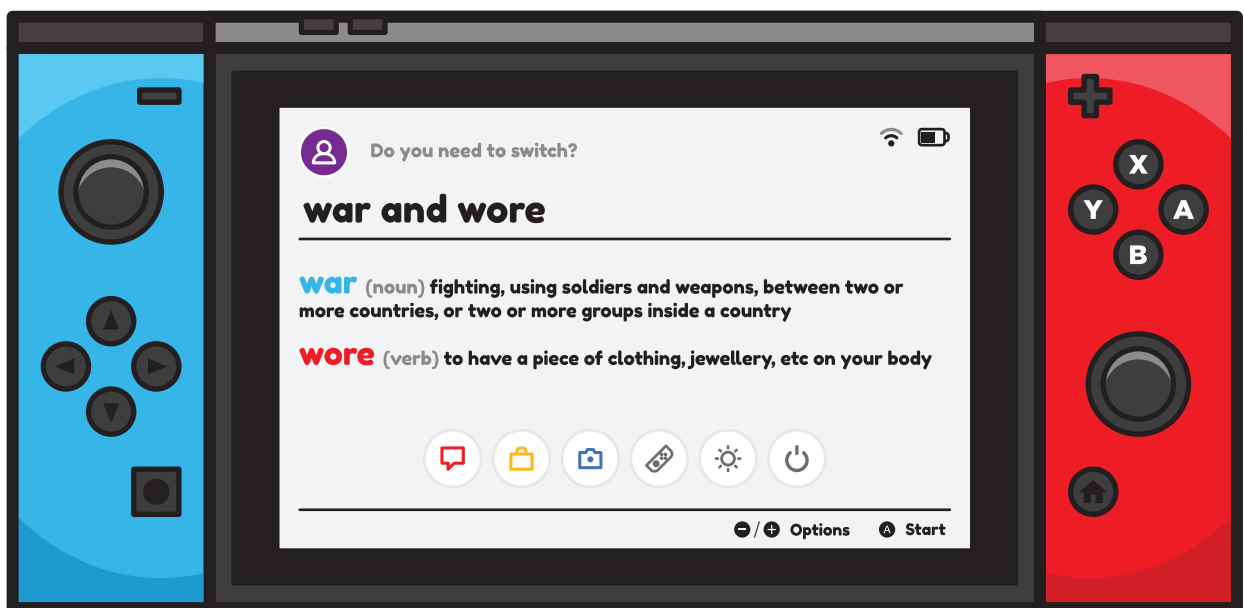 Do you need to switch?
war and wore
war (noun) fighting, using soldiers and weapons, between two or
more countries, or two or more groups inside a country
wore (verb) to have a piece of clothing, jewellery, etc on your body
X
Y A
B
/ Options A Start